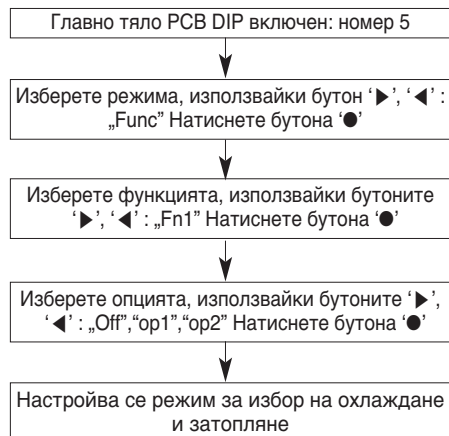 Главно тяло PCB DIP включен: номер 5
Изберете режима, използвайки бутон ‘▶’, ‘◀’ :
„Func” Натиснете бутона ‘●’
Изберете функцията, използвайки бутоните
‘▶’, ‘◀’ : „Fn1” Натиснете бутона ‘●’
Изберете опцията, използвайки бутоните ‘▶’,
‘◀’ : „Off”,“op1”,“op2” Натиснете бутона ‘●’
Настройва се режим за избор на охлаждане
и затопляне